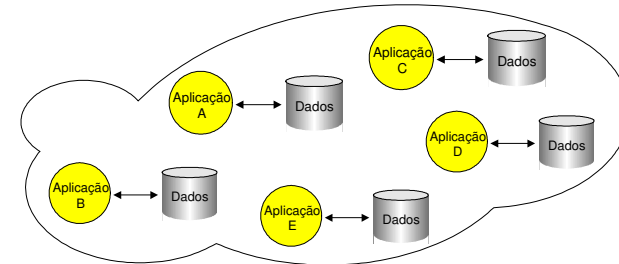 Aplicação
C
Dados
Aplicação
A
Dados
Aplicação
D
Dados
Aplicação
B
Dados
Aplicação
E
Dados